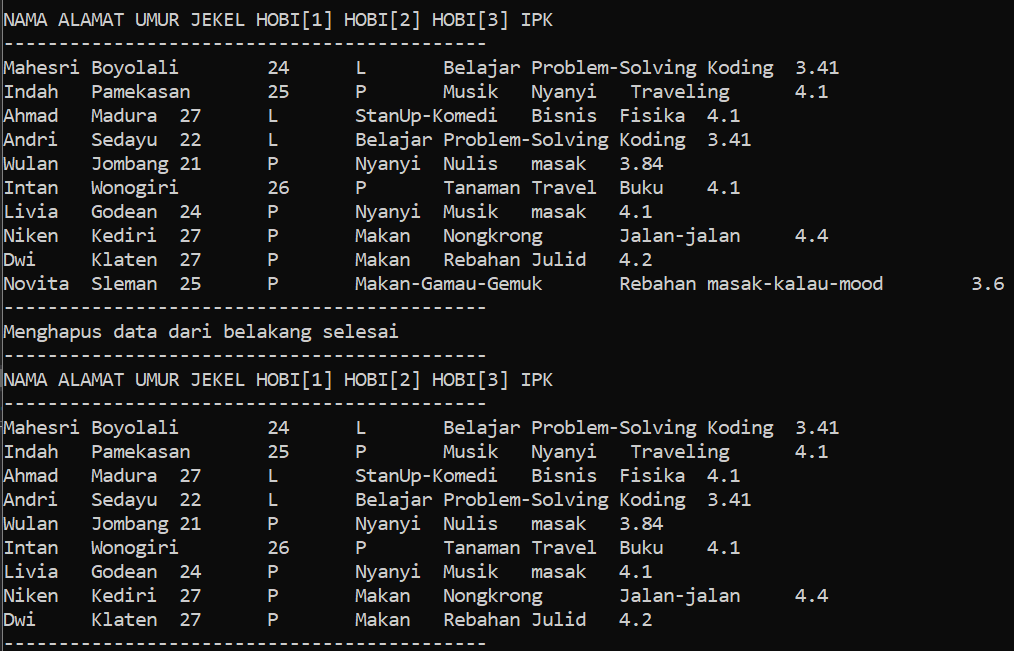 NAMA ALAMAT UMUR JEKEL HOBI[1] HOBI[2] HOBI[3] IPK
--------------------------------------------
Mahesri Boyolali        24      L       Belajar Problem-Solving Koding  3.41
Indah   Pamekasan       25      P       Musik   Nyanyi   Traveling      4.1
Ahmad   Madura  27      L       StanUp-Komedi   Bisnis  Fisika  4.1
Andri   Sedayu  22      L       Belajar Problem-Solving Koding  3.41
Wulan   Jombang 21      P       Nyanyi  Nulis   masak   3.84
Intan   Wonogiri        26      P       Tanaman Travel  Buku    4.1
Livia   Godean  24      P       Nyanyi  Musik   masak   4.1
Niken   Kediri  27      P       Makan   Nongkrong       Jalan-jalan     4.4
Dwi     Klaten  27      P       Makan   Rebahan Julid   4.2
Novita  Sleman  25      P       Makan-Gamau-Gemuk       Rebahan masak-kalau-mood        3.6
--------------------------------------------
Menghapus data dari belakang selesai
--------------------------------------------
NAMA ALAMAT UMUR JEKEL HOBI[1] HOBI[2] HOBI[3] IPK
--------------------------------------------
Mahesri Boyolali        24      L       Belajar Problem-Solving Koding  3.41
Indah   Pamekasan       25      P       Musik   Nyanyi   Traveling      4.1
Ahmad   Madura  27      L       StanUp-Komedi   Bisnis  Fisika  4.1
Andri   Sedayu  22      L       Belajar Problem-Solving Koding  3.41
Wulan   Jombang 21      P       Nyanyi  Nulis   masak   3.84
Intan   Wonogiri        26      P       Tanaman Travel  Buku    4.1
Livia   Godean  24      P       Nyanyi  Musik   masak   4.1
Niken   Kediri  27      P       Makan   Nongkrong       Jalan-jalan     4.4
Dwi     Klaten  27      P       Makan   Rebahan Julid   4.2
--------------------------------------------